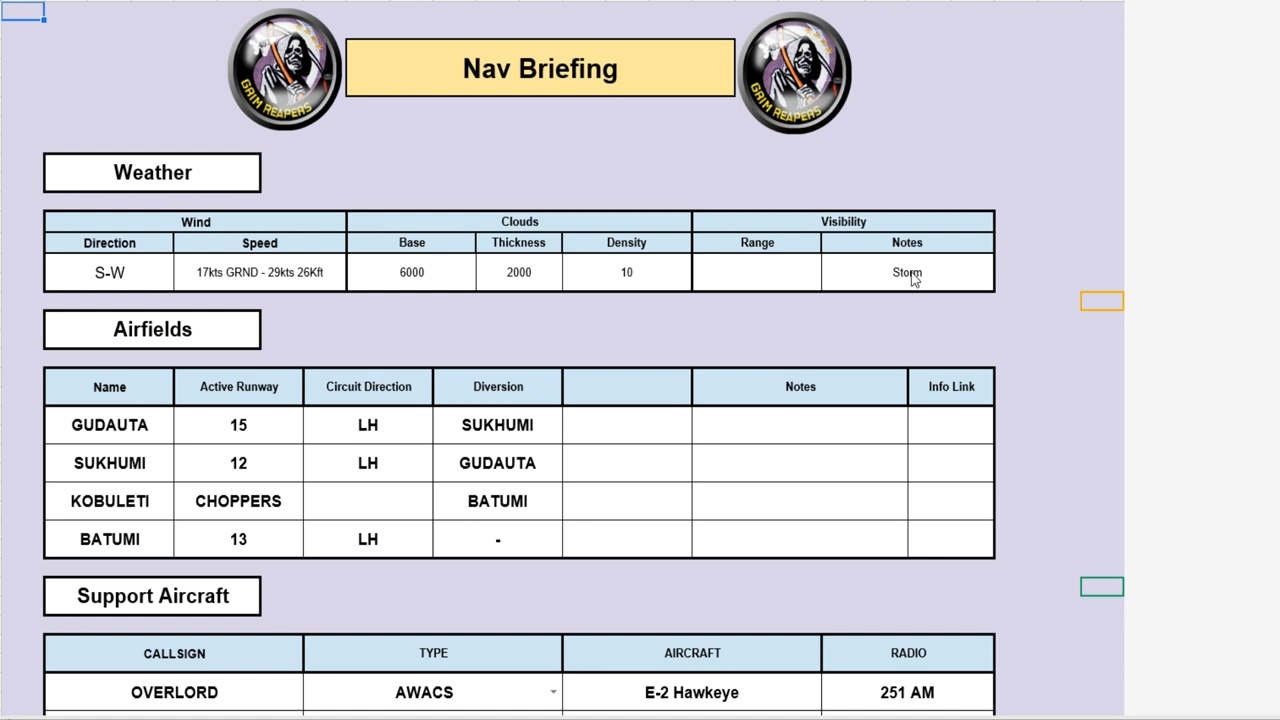 GRIM REAPERS
Nav Briefing
GRIM REAPERS
Weather
Wind Clouds Visibility
Direction Speed Base Thickness Density Range Notes
S-W 17kts GRND - 29kts 26Kft 6000 2000 10 Storm
Airfields
Name Active Runway Circuit Direction Diversion Notes Info Link
GUDAUTA 15 LH SUKHUMI
SUKHUMI 12 LH GUDAUTA
KOBULETI CHOPPERS BATUMI
BATUMI 13 LH -
Support Aircraft
CALLSIGN TYPE AIRCRAFT RADIO
OVERLORD AWACS E-2 Hawkeye 251 AM